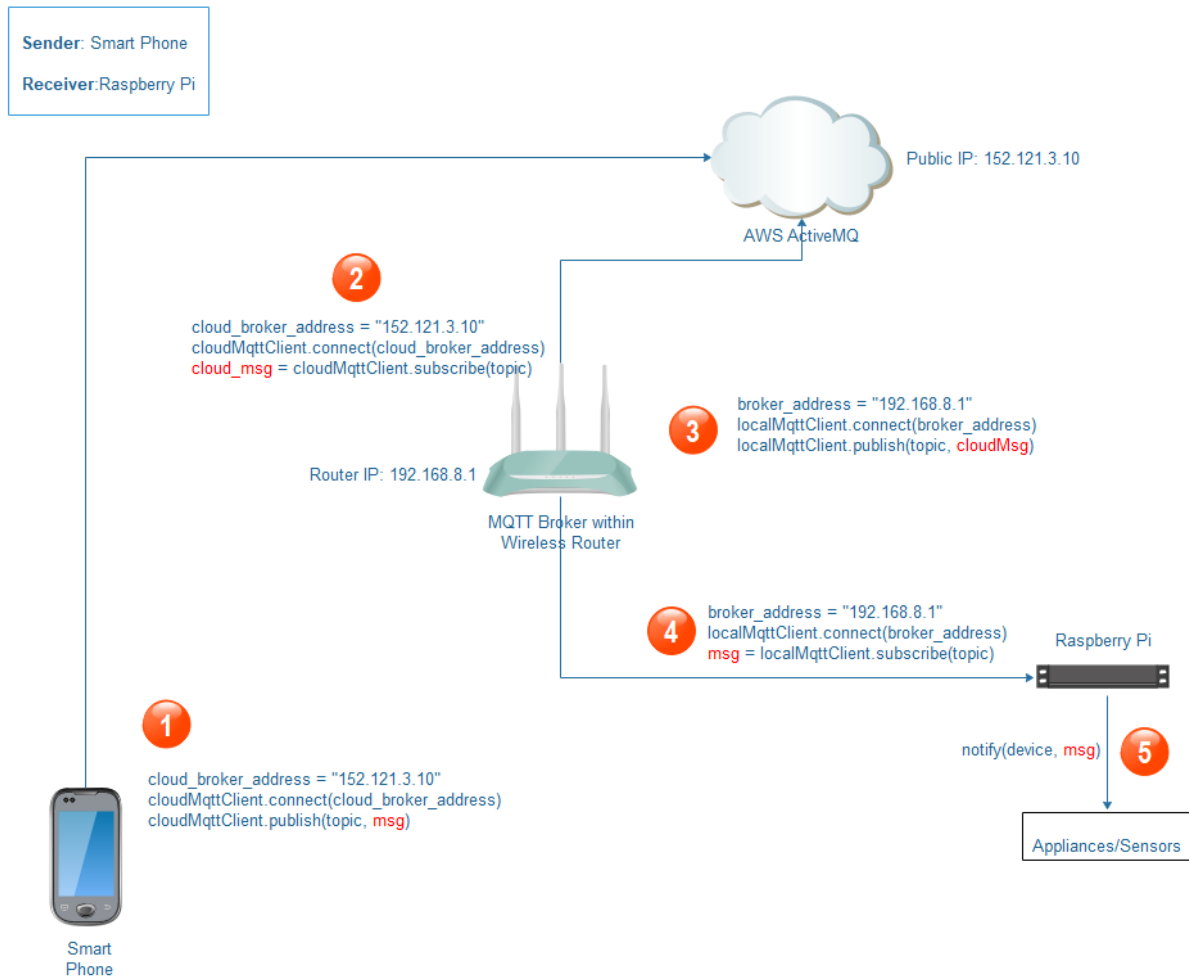 Sender: Smart Phone
Receiver:Raspberry Pi
Public IP: 152.121.3.10
AWS ActiveMQ
2
cloud_broker_address = "152.121.3.10"
cloudMqttClient.connect(cloud_broker_address)
cloud_msg = cloudMqttClient.subscribe(topic)
3
broker_address = "192.168.8.1"
localMqttClient.connect(broker_address)
localMqttClient.publish(topic, cloudMsg)
Router IP: 192.168.8.1
MQTT Broker within
Wireless Router
4
broker_address = "192.168.8.1"
localMqttClient.connect(broker_address)
msg = localMqttClient.subscribe(topic)
Raspberry Pi
1
cloud_broker_address = "152.121.3.10"
cloudMqttClient.connect(cloud_broker_address)
cloudMqttClient.publish(topic, msg)
notify(device, msg)
5
Appliances/Sensors
Smart
Phone